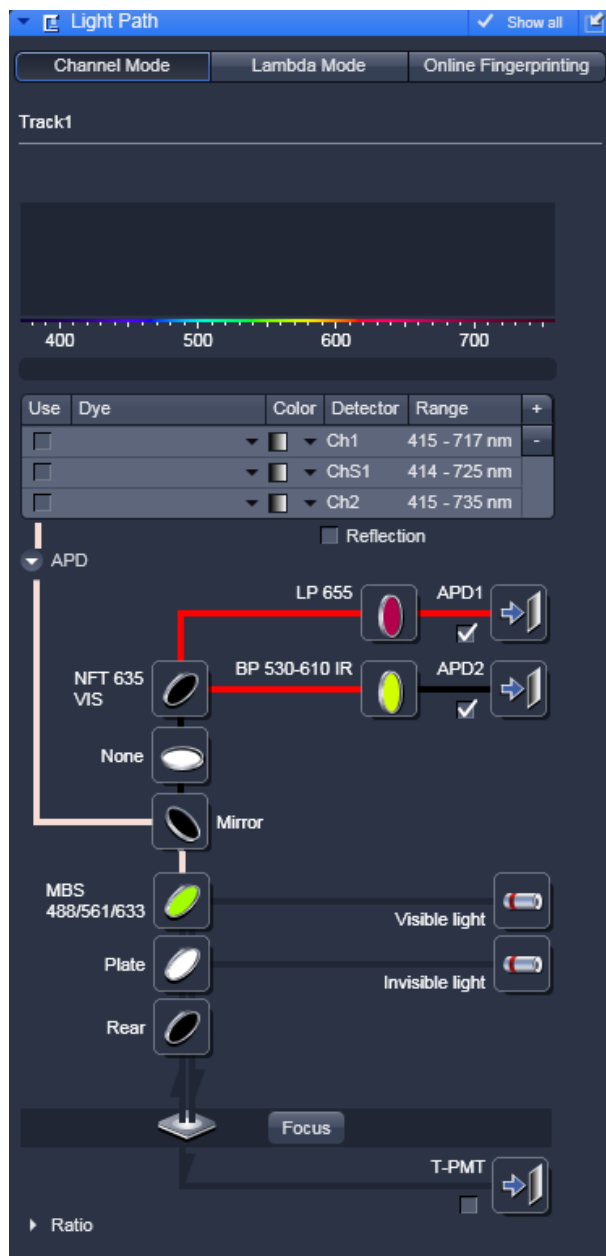 Light Path
Show all
Channel Mode Lambda Mode Online Fingerprinting
Track1
400 500 600 700
Use Dye Color Detector Range +
Ch1 415 - 717 nm -
ChS1 414 - 725 nm
Ch2 415 - 735 nm
Reflection
APD
LP 655 APD1
NFT 635
VIS
BP 530-610 IR APD2
None
Mirror
MBS
488/561/633
Visible light
Plate
Invisible light
Rear
Focus
T-PMT
Ratio